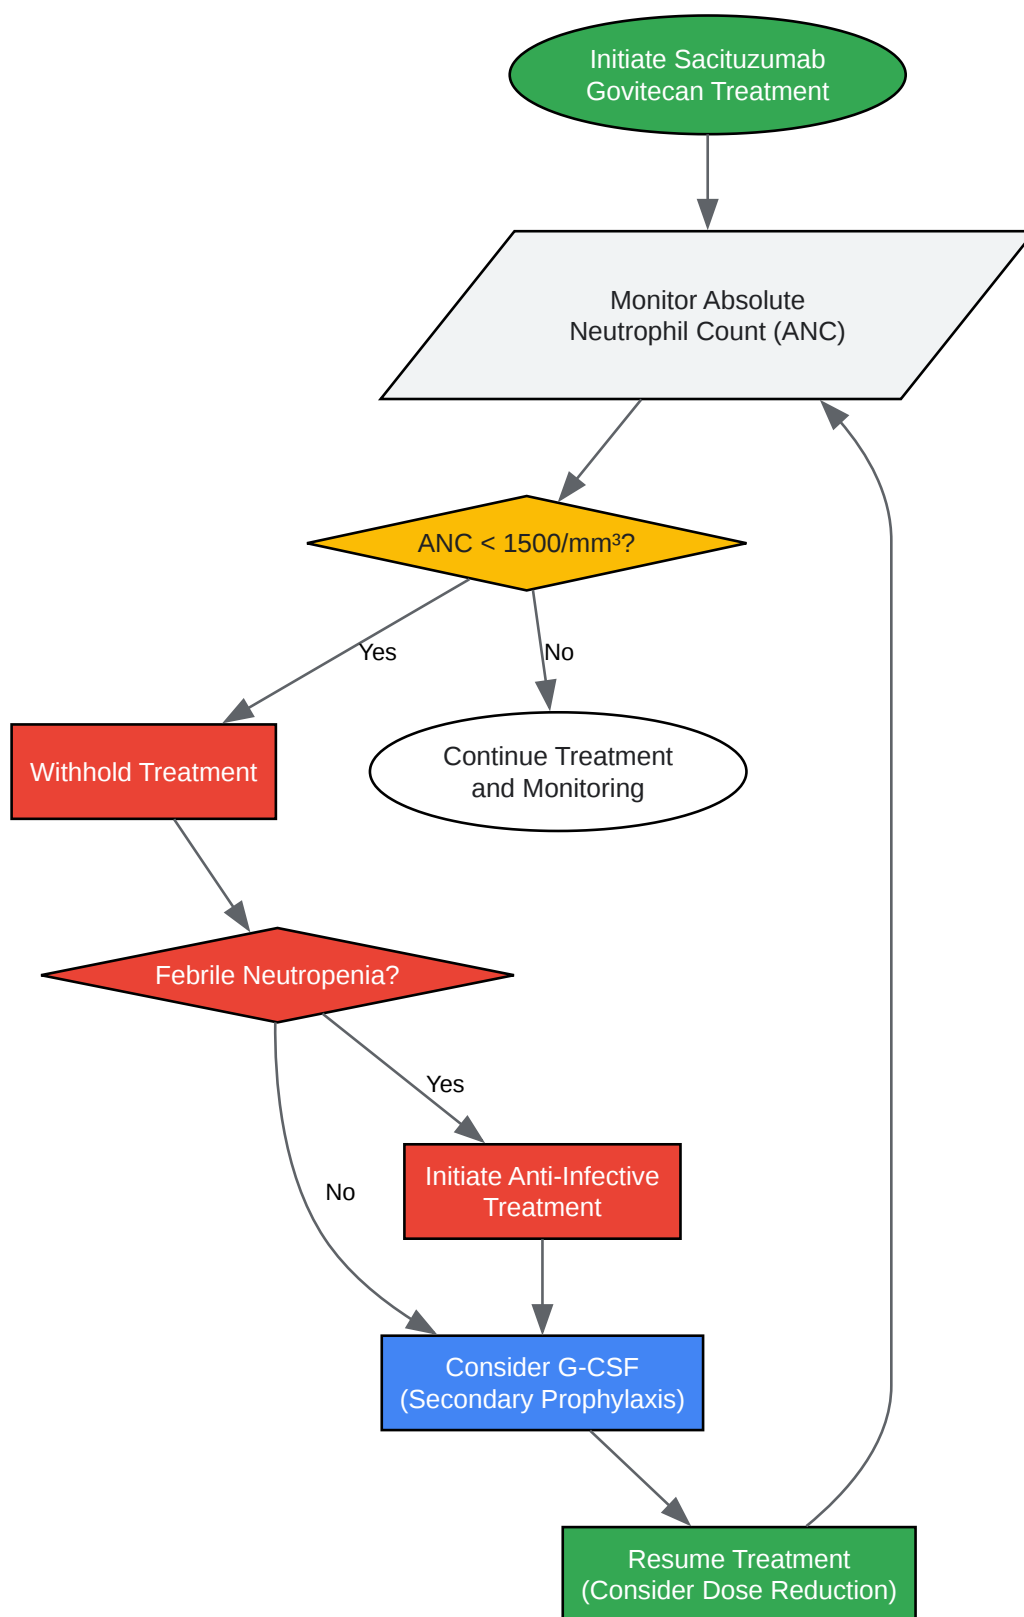 Initiate Sacituzumab
Govitecan Treatment
Monitor Absolute
Neutrophil Count (ANC)
ANC < 1500/mm³?
Yes
No
Withhold Treatment
Continue Treatment
and Monitoring
Febrile Neutropenia?
Yes
No
Initiate Anti-Infective
Treatment
Consider G-CSF
(Secondary Prophylaxis)
Resume Treatment
(Consider Dose Reduction)